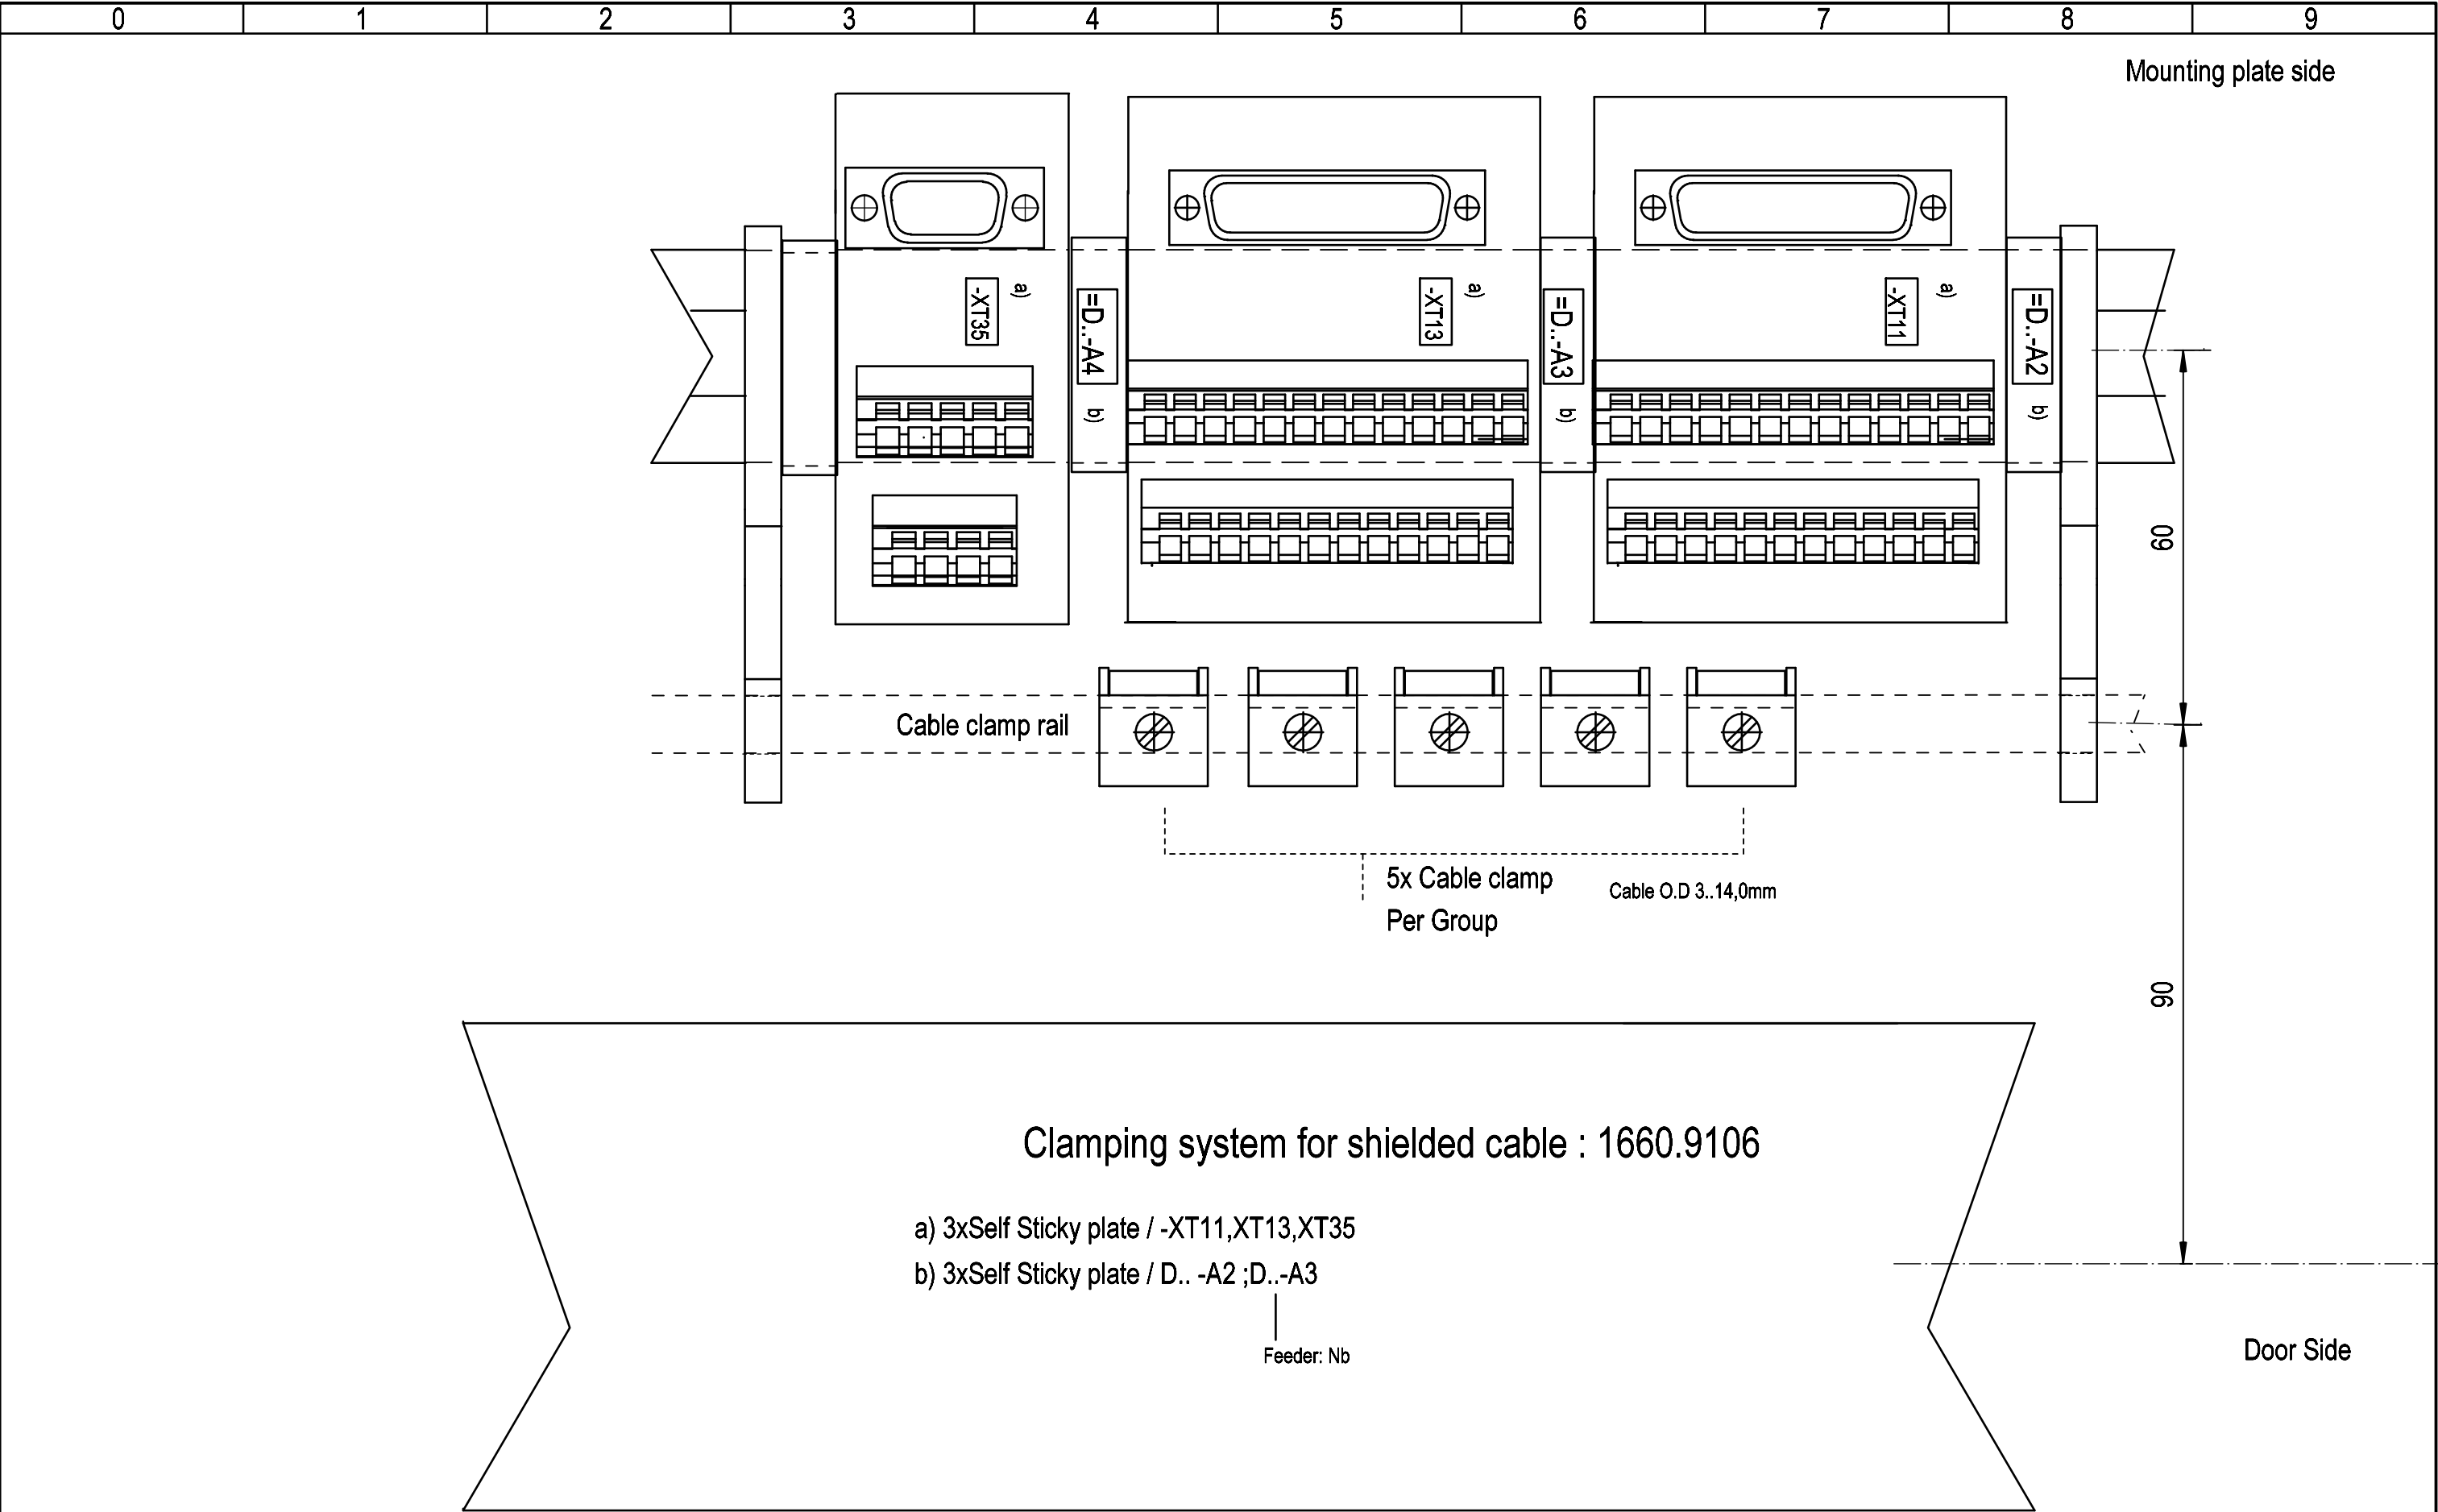 0 1 2 3 4 5 6 7 8 9
Mounting plate side
-XT35
a)
=D..-A4
b)
-XT13
a)
=D..-A3
b)
-XT11
a)
=D..-A2
b)
60
Cable clamp rail
5x Cable clamp
Per Group
Cable O.D 3..14,0mm
90
Clamping system for shielded cable : 1660.9106
a) 3xSelf Sticky plate / -XT11,XT13,XT35
b) 3xSelf Sticky plate / D.. -A2 ;D..-A3
Feeder: Nb
Door Side